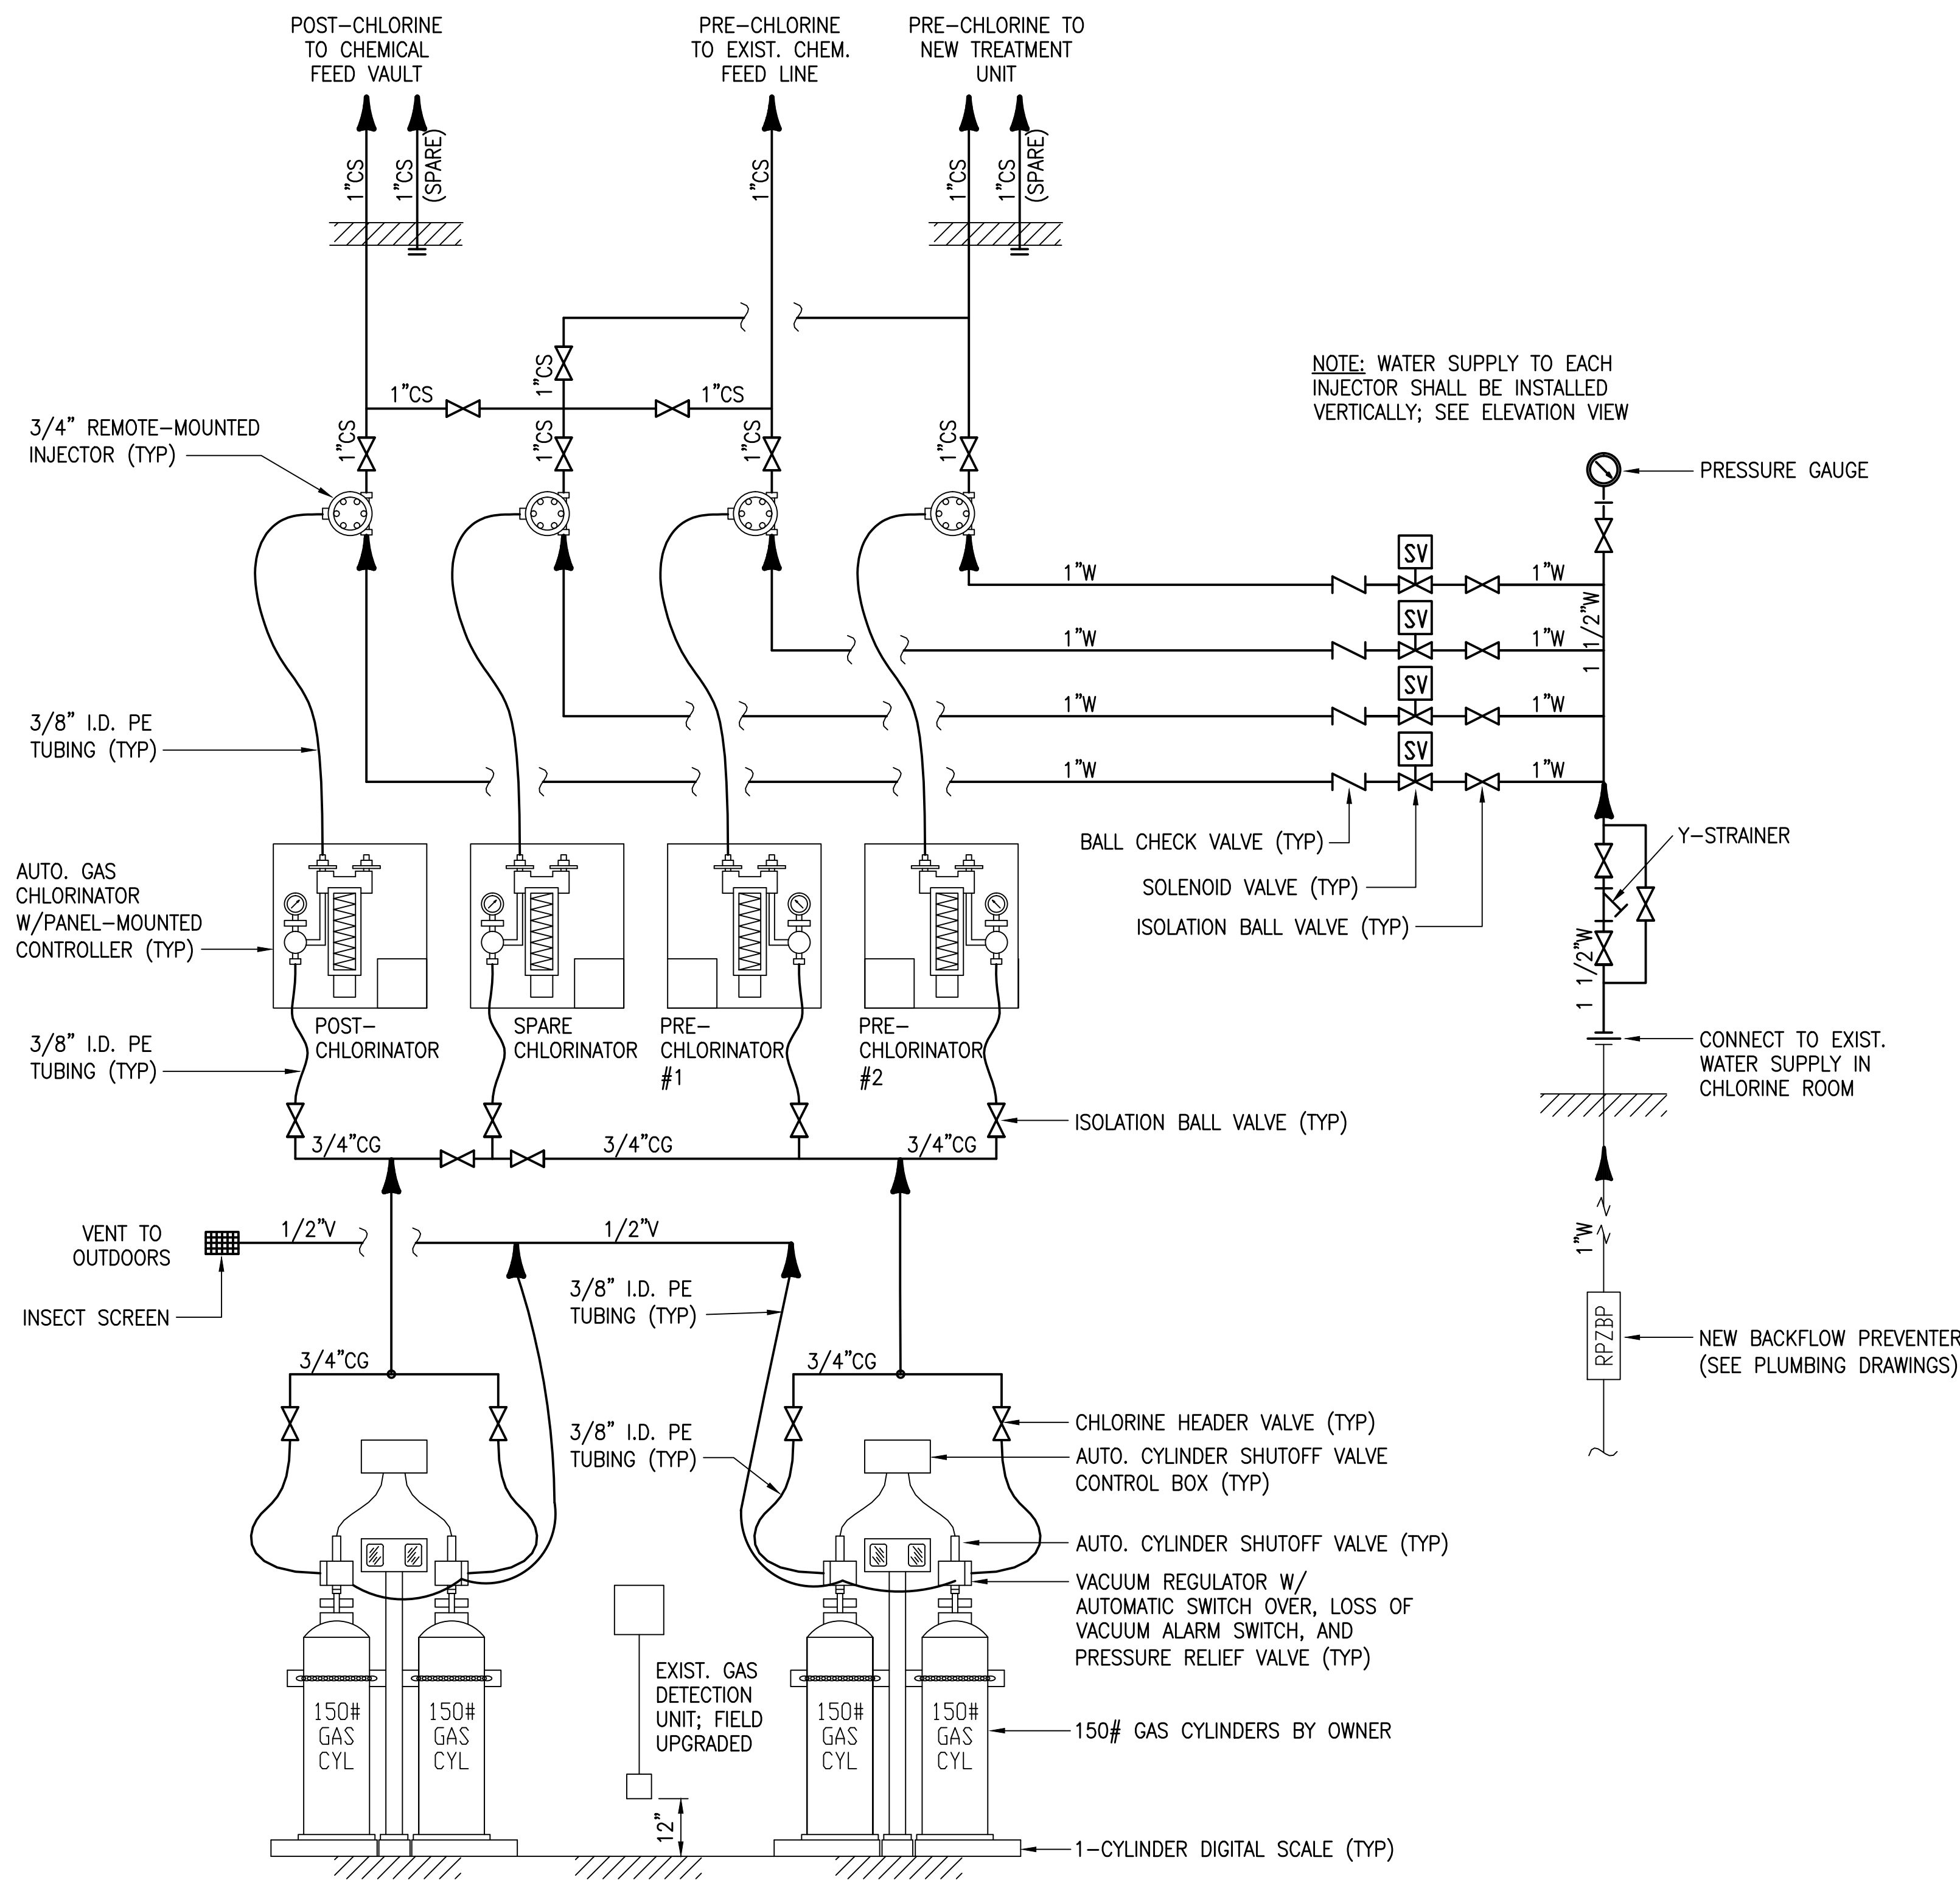 POST-CHLORINE
TO CHEMICAL
FEED VAULT
PRE-CHLORINE
TO EXIST. CHEM.
FEED LINE
PRE-CHLORINE TO
NEW TREATMENT
UNIT
1"CS
1"CS
(SPARE)
1"CS
1"CS
1"CS
(SPARE)
1"CS
1"CS
1"CS
NOTE: WATER SUPPLY TO EACH
INJECTOR SHALL BE INSTALLED
VERTICALLY; SEE ELEVATION VIEW
3/4" REMOTE-MOUNTED
INJECTOR (TYP)
1"CS
1"CS
1"CS
1"CS
PRESSURE GAUGE
SV
1"W
1"W
SV
1"W
1"W
1 1/2"W
SV
1"W
1"W
SV
1"W
1"W
3/8" I.D. PE
TUBING (TYP)
BALL CHECK VALVE (TYP)
SOLENOID VALVE (TYP)
ISOLATION BALL VALVE (TYP)
Y-STRAINER
1 1/2"W
AUTO. GAS
CHLORINATOR
W/PANEL-MOUNTED
CONTROLLER (TYP)
POST-
CHLORINATOR
SPARE
CHLORINATOR
PRE-
CHLORINATOR
#1
PRE-
CHLORINATOR
#2
3/8" I.D. PE
TUBING (TYP)
CONNECT TO EXIST.
WATER SUPPLY IN
CHLORINE ROOM
ISOLATION BALL VALVE (TYP)
3/4"CG
3/4"CG
3/4"CG
VENT TO
OUTDOORS
1/2"V
1/2"V
1"W
INSECT SCREEN
3/8" I.D. PE
TUBING (TYP)
RPZBP
NEW BACKFLOW PREVENTER
(SEE PLUMBING DRAWINGS)
3/4"CG
3/4"CG
3/8" I.D. PE
TUBING (TYP)
CHLORINE HEADER VALVE (TYP)
AUTO. CYLINDER SHUTOFF VALVE
CONTROL BOX (TYP)
AUTO. CYLINDER SHUTOFF VALVE (TYP)
VACUUM REGULATOR W/
AUTOMATIC SWITCH OVER, LOSS OF
VACUUM ALARM SWITCH, AND
PRESSURE RELIEF VALVE (TYP)
EXIST. GAS
DETECTION
UNIT; FIELD
UPGRADED
150#
GAS
CYL
150#
GAS
CYL
150#
GAS
CYL
150#
GAS
CYL
150# GAS CYLINDERS BY OWNER
12"
1-CYLINDER DIGITAL SCALE (TYP)